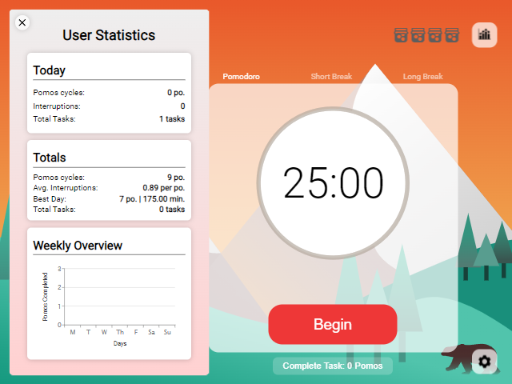 User Statistics
Today
Pomos cycles: 0 po.
Interruptions: 0
Total Tasks: 1 tasks
Totals
Pomos cycles: 9 po.
Avg. Interruptions: 0.89 per po.
Best Day: 7 po. | 175.00 min.
Total Tasks: 0 tasks
Weekly Overview
Pomos Completed
3
2
1
0
M T W Th F Sa Su
Days
Pomodoro Short Break Long Break
25:00
Begin
Complete Task: 0 Pomos